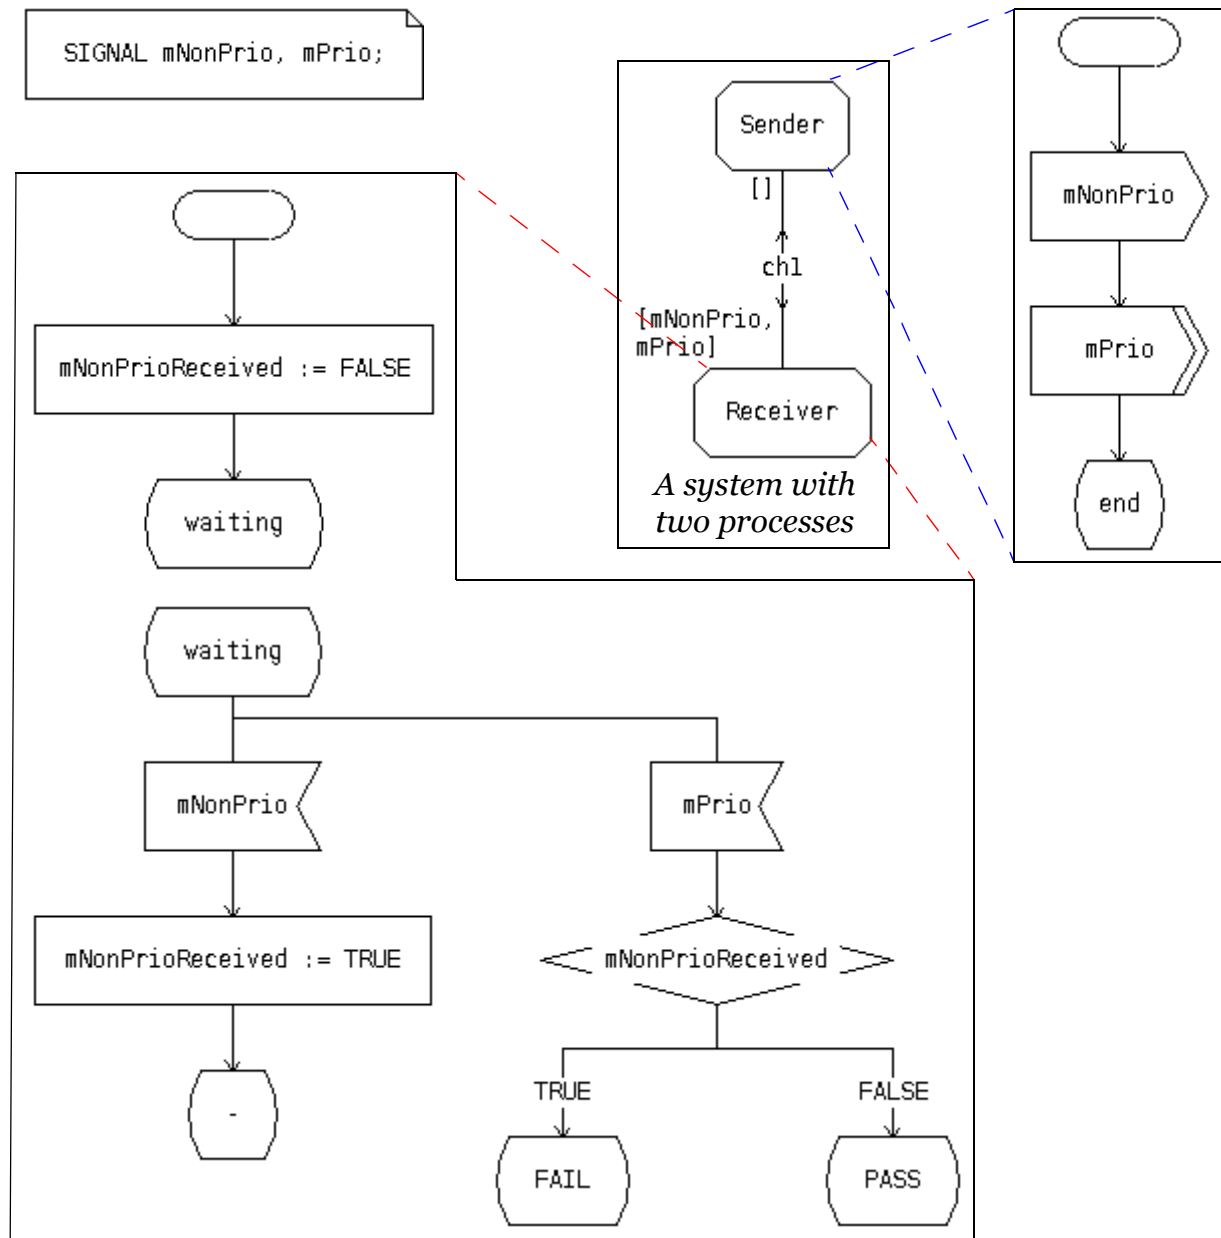 SIGNAL mNonPrio, mPrio;
Sender
[]
chl
[mNonPrio,
mPrio]
Receiver
A system with
two processes
mNonPrio
mPrio
end
mNonPrioReceived := FALSE
waiting
waiting
mNonPrio
mPrio
mNonPrioReceived := TRUE
mNonPrioReceived
-
TRUE
FALSE
FAIL
PASS